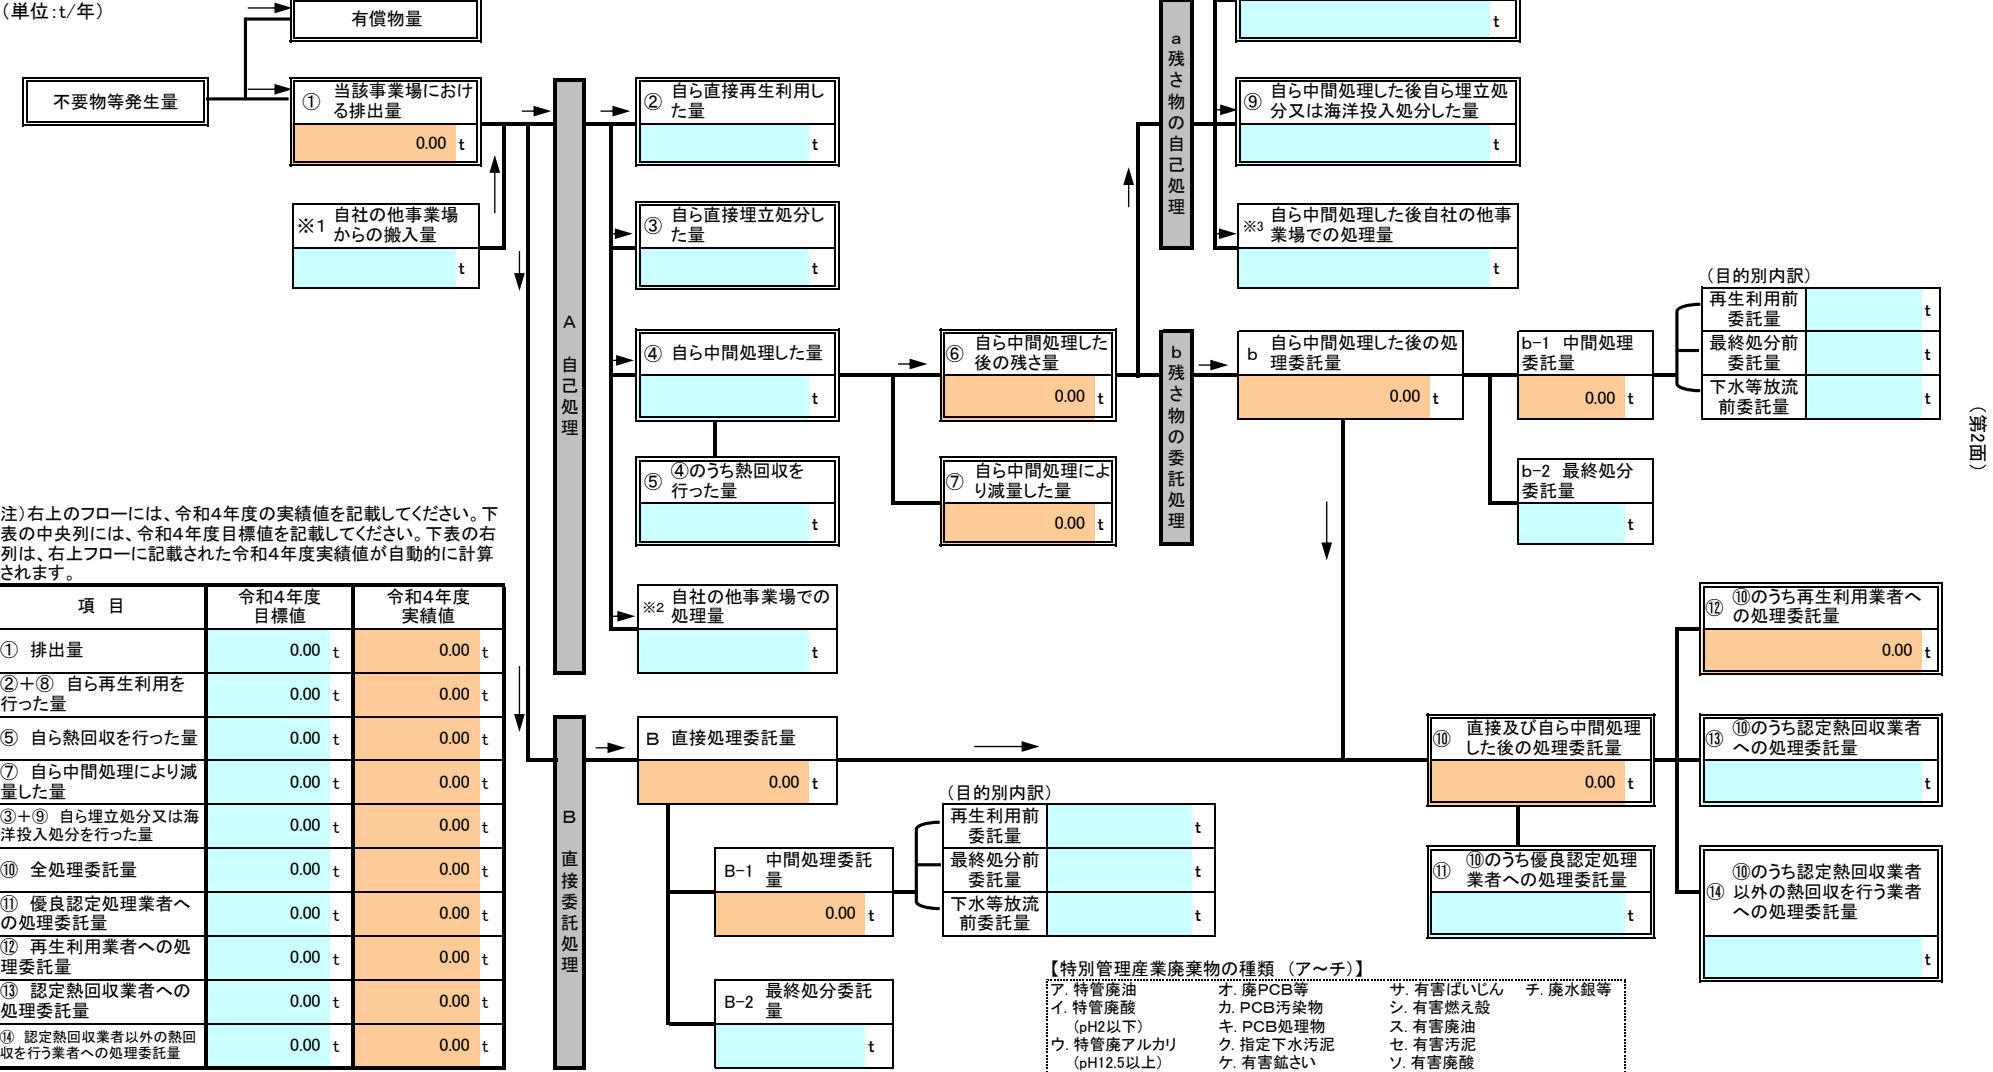 （単位:t/年）
有償物量
不要物等発生量
① 当該事業場におけ
る排出量
0.00 t
※1 自社の他事業場
からの搬入量
t
A 自己処理
② 自ら直接再生利用し
た量
t
③ 自ら直接埋立処分し
た量
t
④ 自ら中間処理した量
t
⑤ ④のうち熱回収を
行った量
t
※2 自社の他事業場での
処理量
t
⑥ 自ら中間処理した
後の残さ量
0.00 t
⑦ 自ら中間処理によ
り減量した量
0.00 t
a 残さ物の自己処理
t
⑨ 自ら中間処理した後自ら埋立処
分又は海洋投入処分した量
t
※3 自ら中間処理した後自社の他事
業場での処理量
t
b 残さ物の委託処理
b 自ら中間処理した後の処
理委託量
0.00 t
b-1 中間処理
委託量
0.00 t
b-2 最終処分
委託量
t
（目的別内訳）
再生利用前
委託量
t
最終処分前
委託量
t
下水等放流
前委託量
t
（第2面）
注）右上のフローには、令和4年度の実績値を記載してください。下
表の中央列には、令和4年度目標値を記載してください。下表の右
列は、右上フローに記載された令和4年度実績値が自動的に計算
されます。
項 目 令和4年度
目標値 令和4年度
実績値
① 排出量 0.00 t 0.00 t
②＋⑧ 自ら再生利用を
行った量 0.00 t 0.00 t
⑤ 自ら熱回収を行った量 0.00 t 0.00 t
⑦ 自ら中間処理により減
量した量 0.00 t 0.00 t
③＋⑨ 自ら埋立処分又は海
洋投入処分を行った量 0.00 t 0.00 t
⑩ 全処理委託量 0.00 t 0.00 t
⑪ 優良認定処理業者へ
の処理委託量 0.00 t 0.00 t
⑫ 再生利用業者への処
理委託量 0.00 t 0.00 t
⑬ 認定熱回収業者への
処理委託量 0.00 t 0.00 t
⑭ 認定熱回収業者以外の熱回
収を行う業者への処理委託量 0.00 t 0.00 t
B 直接委託処理
B 直接処理委託量
0.00 t
B-1 中間処理委託
量
0.00 t
B-2 最終処分委託
量
t
（目的別内訳）
再生利用前
委託量
t
最終処分前
委託量
t
下水等放流
前委託量
t
⑩ 直接及び自ら中間処理
した後の処理委託量
0.00 t
⑪ ⑩のうち優良認定処理
業者への処理委託量
t
⑫ ⑩のうち再生利用業者へ
の処理委託量
0.00 t
⑬ ⑩のうち認定熱回収業者
への処理委託量
t
⑭ ⑩のうち認定熱回収業者
以外の熱回収を行う業者
への処理委託量
t
【特別管理産業廃棄物の種類 （ア～チ）】
ア. 特管廃油 オ. 廃PCB等 サ. 有害ばいじん チ. 廃水銀等
イ. 特管廃酸 カ. PCB汚染物 シ. 有害燃え殻
（pH2以下） キ. PCB処理物 ス. 有害廃油
ウ. 特管廃アルカリ ク. 指定下水汚泥 セ. 有害汚泥
（pH12.5以上） ケ. 有害鉱さい ソ. 有害廃酸